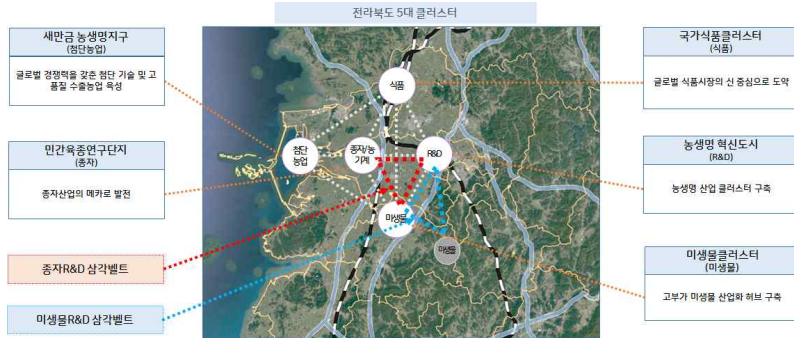 전라북도 5대 클러스터
새만금 농생명지구
(첨단농업)
글로벌 경쟁력을 갖춘 첨단 기술 및 고
품질 수출농업 육성
민간육종연구단지
(종자)
종자산업의 메카로 발전
종자R&D 삼각벨트
미생물R&D 삼각벨트
식품
첨단
농업
종자/농
기계
R&D
미생물
미생물
국가식품클러스터
(식품)
글로벌 식품시장의 신 중심으로 도약
농생명 혁신도시
(R&D)
농생명 산업 클러스터 구축
미생물클러스터
(미생물)
고부가 미생물 산업화 허브 구축